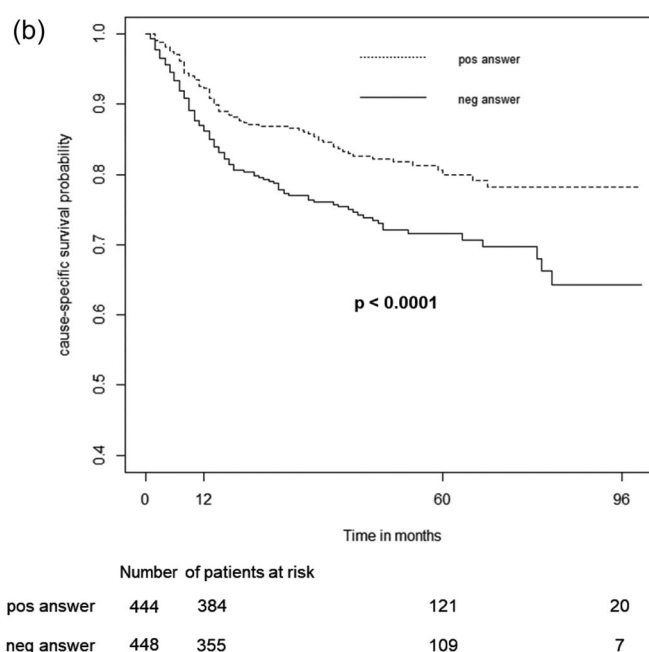 (b)
pos answer
neg answer
1.0
0.9
0.8
0.7
0.6
0.5
0.4
cause-specific survival probability
p < 0.0001
0 12 60 96
Time in months
Number of patients at risk
pos answer 444 384 121 20
neg answer 448 355 109 7